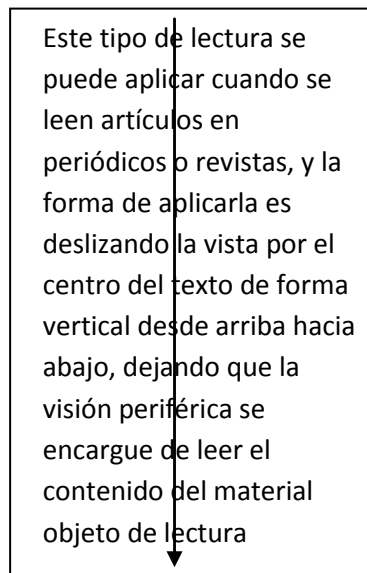 Este tipo de lectura se
puede aplicar cuando se
leen artículos en
periódicos o revistas, y la
forma de aplicarla es
deslizando la vista por el
centro del texto de forma
vertical desde arriba hacia
abajo, dejando que la
visión periférica se
encargue de leer el
contenido del material
objeto de lectura